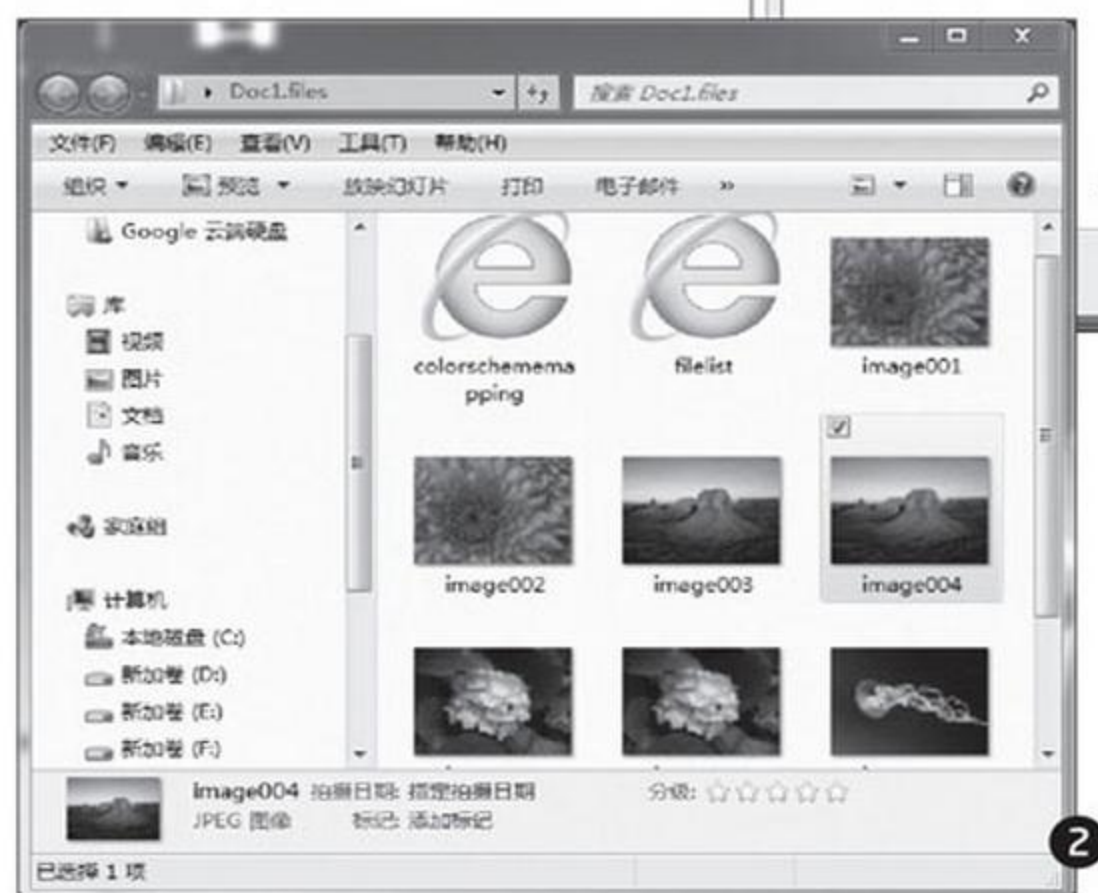 Doc1.files
搜索 Doc1.files
文件(F) 编辑(E) 查看(V) 工具(T) 帮助(H)
组织 预览 放映幻灯片 打印 电子邮件 »
Google 云端硬盘
库
视频
图片
文档
音乐
家庭组
计算机
本地磁盘 (C:)
新加卷 (D:)
新加卷 (E:)
新加卷 (F:)
colorschememapping
filelist
image001
image002
image003
image004
image004 拍摄日期: 指定拍摄日期 分级: ☆☆☆☆☆
JPEG 图像 标记: 添加标记
已选择 1 项
2